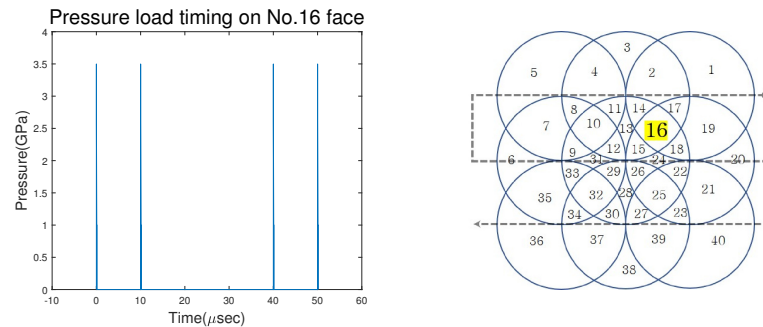 Pressure load timing on No.16 face
Pressure(GPa)
4
3.5
3
2.5
2
1.5
1
0.5
0
-10 0 10 20 30 40 50 60
Time(μsec)
3
5 4 2 1
8 11 14 17
7 10 13 16 19
9 12 15 18
6 31 24 20
33 29 26 22
35 32 28 25 21
34 30 27 23
36 37 39 40
38